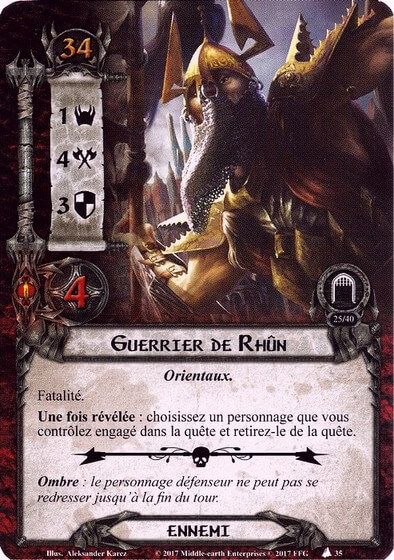 34
1
4
3
4
25/40
Guerrier de Rhûn
Orientaux.
Fatalité.
Une fois révélée : choisissez un personnage que vous
contrôlez engagé dans la quête et retirez-le de la quête.
Ombre : le personnage défenseur ne peut pas se
redresser jusqu'à la fin du tour.
ENNEMI
Illus. Aleksander Karcz
© 2017 Middle-earth Enterprises © 2017 FFG
35